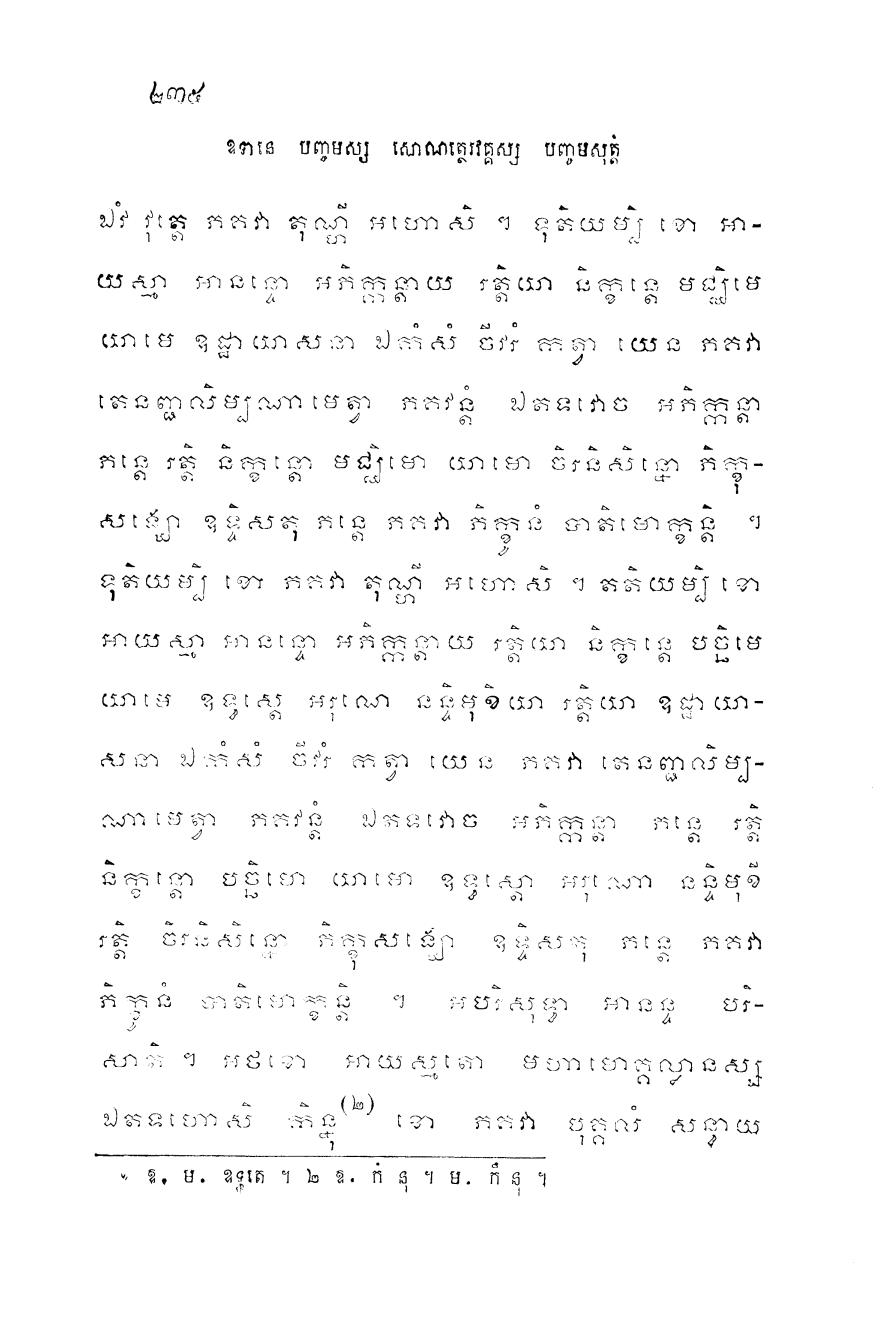 ២៣៥
ឧទានេ បញ្ចមស្ស សោណត្ថេរវគ្គស្ស បញ្ចមសុត្តំ
ឯវំ វុត្តេ ភគវា តុណ្ហី អហោសិ ។ ទុតិយម្បិ ខោ អា-
យស្មា អានន្ទោ អភិក្កន្តាយ រត្តិយា និក្ខន្តេ មជ្ឈិមេ
យាមេ ឧដ្ឋាយាសនា ឯកំសំ ចីវរំ កត្វា យេន ភគវា
តេនញ្ជលិម្បណាមេត្វា ភគវន្តំ ឯតទវោច អភិក្កន្តា
ភន្តេ រត្តិ និក្ខន្តោ មជ្ឈិមោ យាមោ ចិរនិសិន្នោ ភិក្ខុ-
សង្ឃោ ឧទ្ទិសតុ ភន្តេ ភគវា ភិក្ខូនំ បាតិមោក្ខន្តិ ។
ទុតិយម្បិ ខោ ភគវា តុណ្ហី អហោសិ ។ តតិយម្បិ ខោ
អាយស្មា អានន្ទោ អភិក្កន្តាយ រត្តិយា និក្ខន្តេ បច្ឆិមេ
យាមេ ឧទ្ធស្តេ អរុណេ នន្ទិមុខិយា រត្តិយា ឧដ្ឋាយា-
សនា ឯកំសំ ចីវរំ កត្វា យេន ភគវា តេនញ្ជលិម្ប-
ណាមេត្វា ភគវន្តំ ឯតទវោច អភិក្កន្តា ភន្តេ រត្តិ
និក្ខន្តោ បច្ឆិមោ យាមោ ឧទ្ធស្តោ អរុណោ នន្ទិមុខី
រត្តិ ចិរនិសិន្នោ ភិក្ខុសង្ឃោ ឧទ្ទិសតុ ភន្តេ ភគវា
ភិក្ខូនំ បាតិមោក្ខន្តិ ។ អបរិសុទ្ធា អានន្ទ បរិ-
សាតិ ។ អថខោ អាយស្មតោ មហាមោគ្គល្លានស្ស
ឯតទហោសិ កិន្នុ(២) ខោ ភគវា បុគ្គលំ សន្ធាយ
ឱ. ម. ឧទ្ធតេ ។ ២ ឱ. កំ នុ ។ ម. កឹ នុ ។